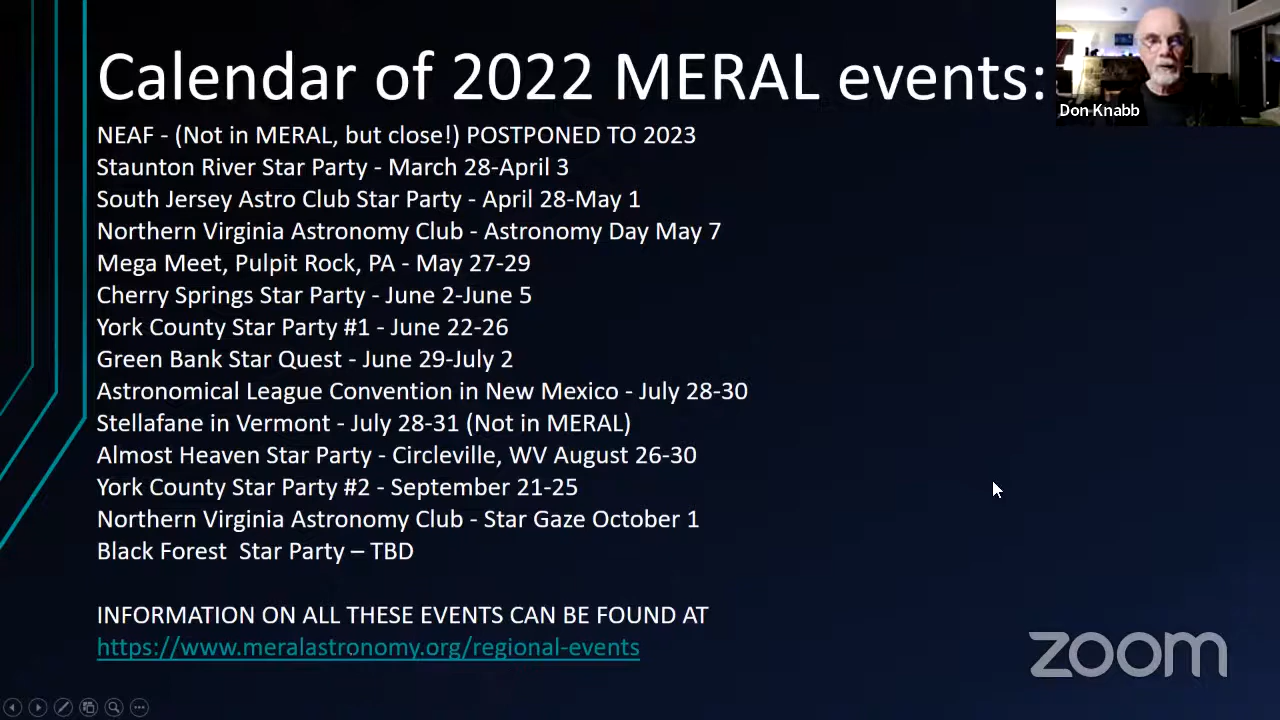 Calendar of 2022 MERAL events:
Don Knabb
NEAF - (Not in MERAL, but close!) POSTPONED TO 2023
Staunton River Star Party - March 28-April 3
South Jersey Astro Club Star Party - April 28-May 1
Northern Virginia Astronomy Club - Astronomy Day May 7
Mega Meet, Pulpit Rock, PA - May 27-29
Cherry Springs Star Party - June 2-June 5
York County Star Party #1 - June 22-26
Green Bank Star Quest - June 29-July 2
Astronomical League Convention in New Mexico - July 28-30
Stellafane in Vermont - July 28-31 (Not in MERAL)
Almost Heaven Star Party - Circleville, WV August 26-30
York County Star Party #2 - September 21-25
Northern Virginia Astronomy Club - Star Gaze October 1
Black Forest  Star Party – TBD
INFORMATION ON ALL THESE EVENTS CAN BE FOUND AT
https://www.meralastronomy.org/regional-events
zoom